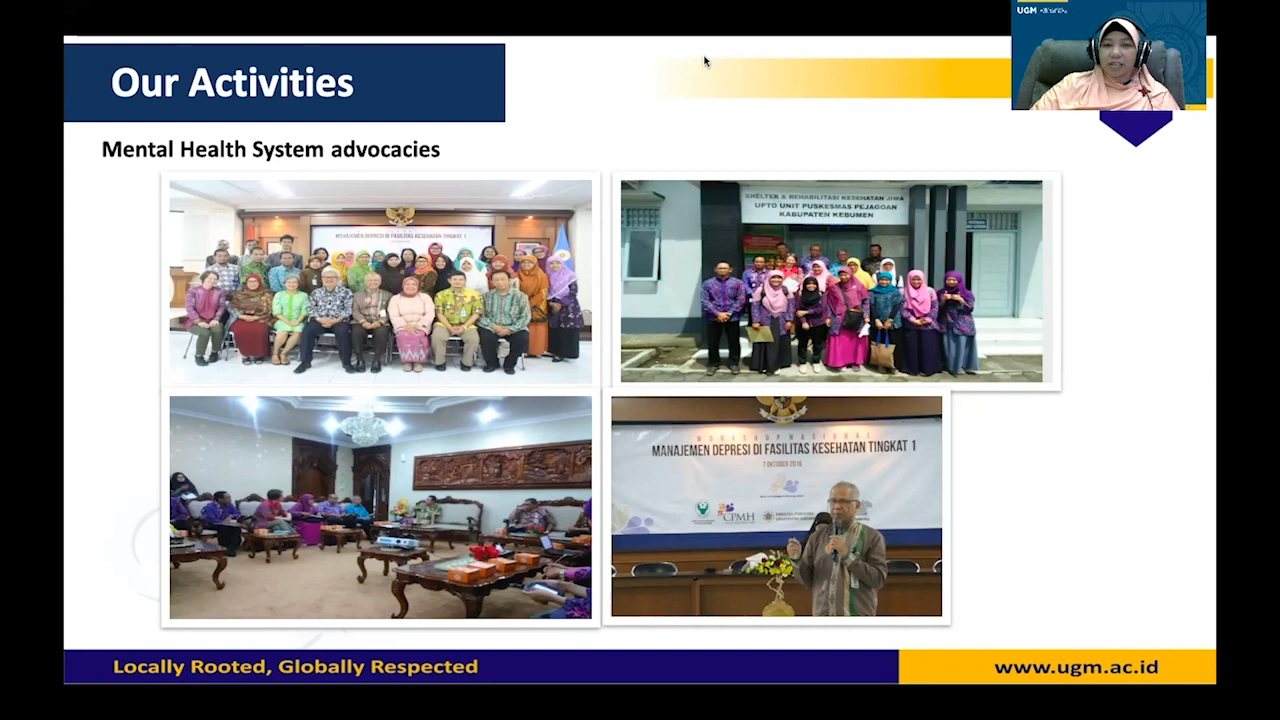 UGM
Our Activities
Mental Health System advocacies
MANAJEMEN DEPRESI DI FASILITAS KESEHATAN TINGKAT 1
SHELTER & REHABILITASI KESEHATAN JIWA
UPTD UNIT PUSKESMAS PEJAGOAN
KABUPATEN KEBUMEN
WORKSHOP NASIONAL
MANAJEMEN DEPRESI DI FASILITAS KESEHATAN TINGKAT 1
7 OKTOBER 2016
CPMH
Locally Rooted, Globally Respected
www.ugm.ac.id